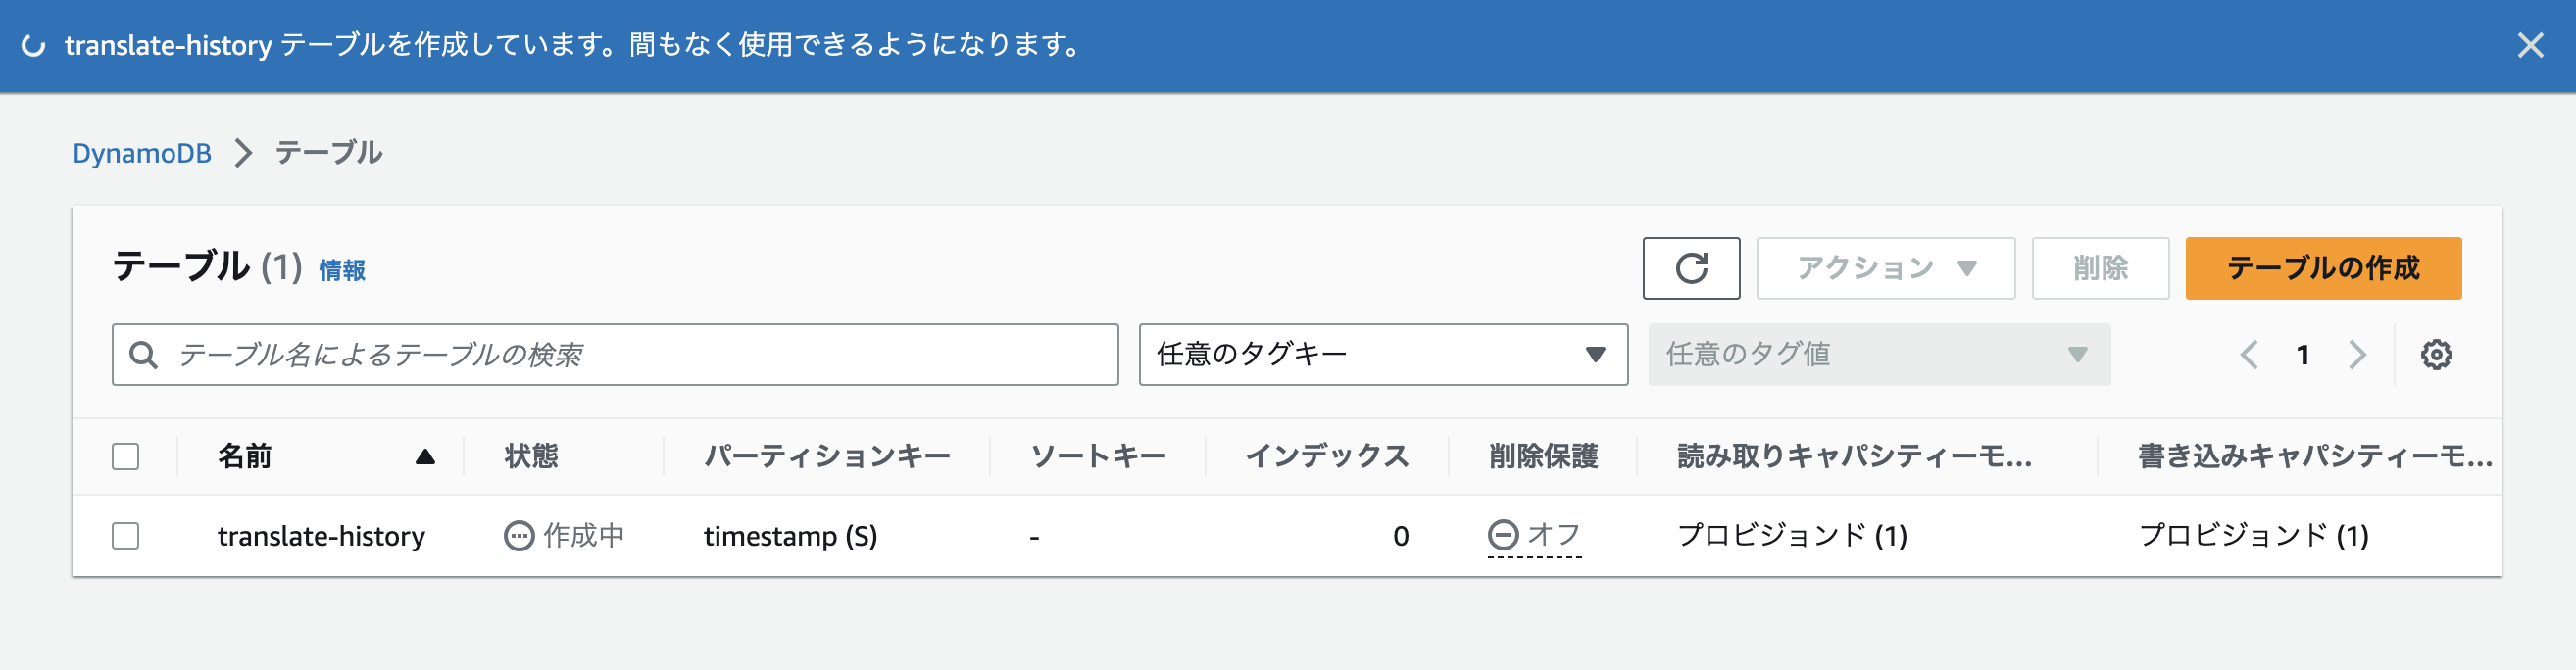 translate-history テーブルを作成しています。間もなく使用できるようになります。
DynamoDB テーブル
テーブル (1) 情報 アクション 削除 テーブルの作成
テーブル名によるテーブルの検索 任意のタグキー 任意のタグ値 1
名前 状態 パーティションキー ソートキー インデックス 削除保護 読み取りキャパシティーモ... 書き込みキャパシティーモ...
translate-history 作成中 timestamp (S) - 0 オフ プロビジョンド (1) プロビジョンド (1)